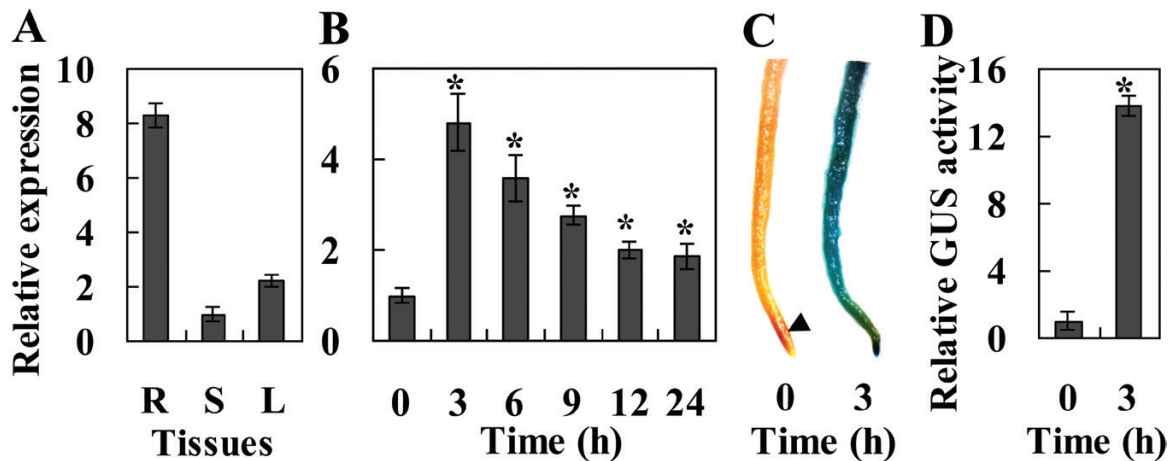 A
Relative expression
10
8
6
4
2
0
R S L
Tissues
B
6
4
2
0
* * * * *
0 3 6 9 12 24
Time (h)
C
0 3
Time (h)
D
Relative GUS activity
16
12
8
4
0
*
0 3
Time (h)